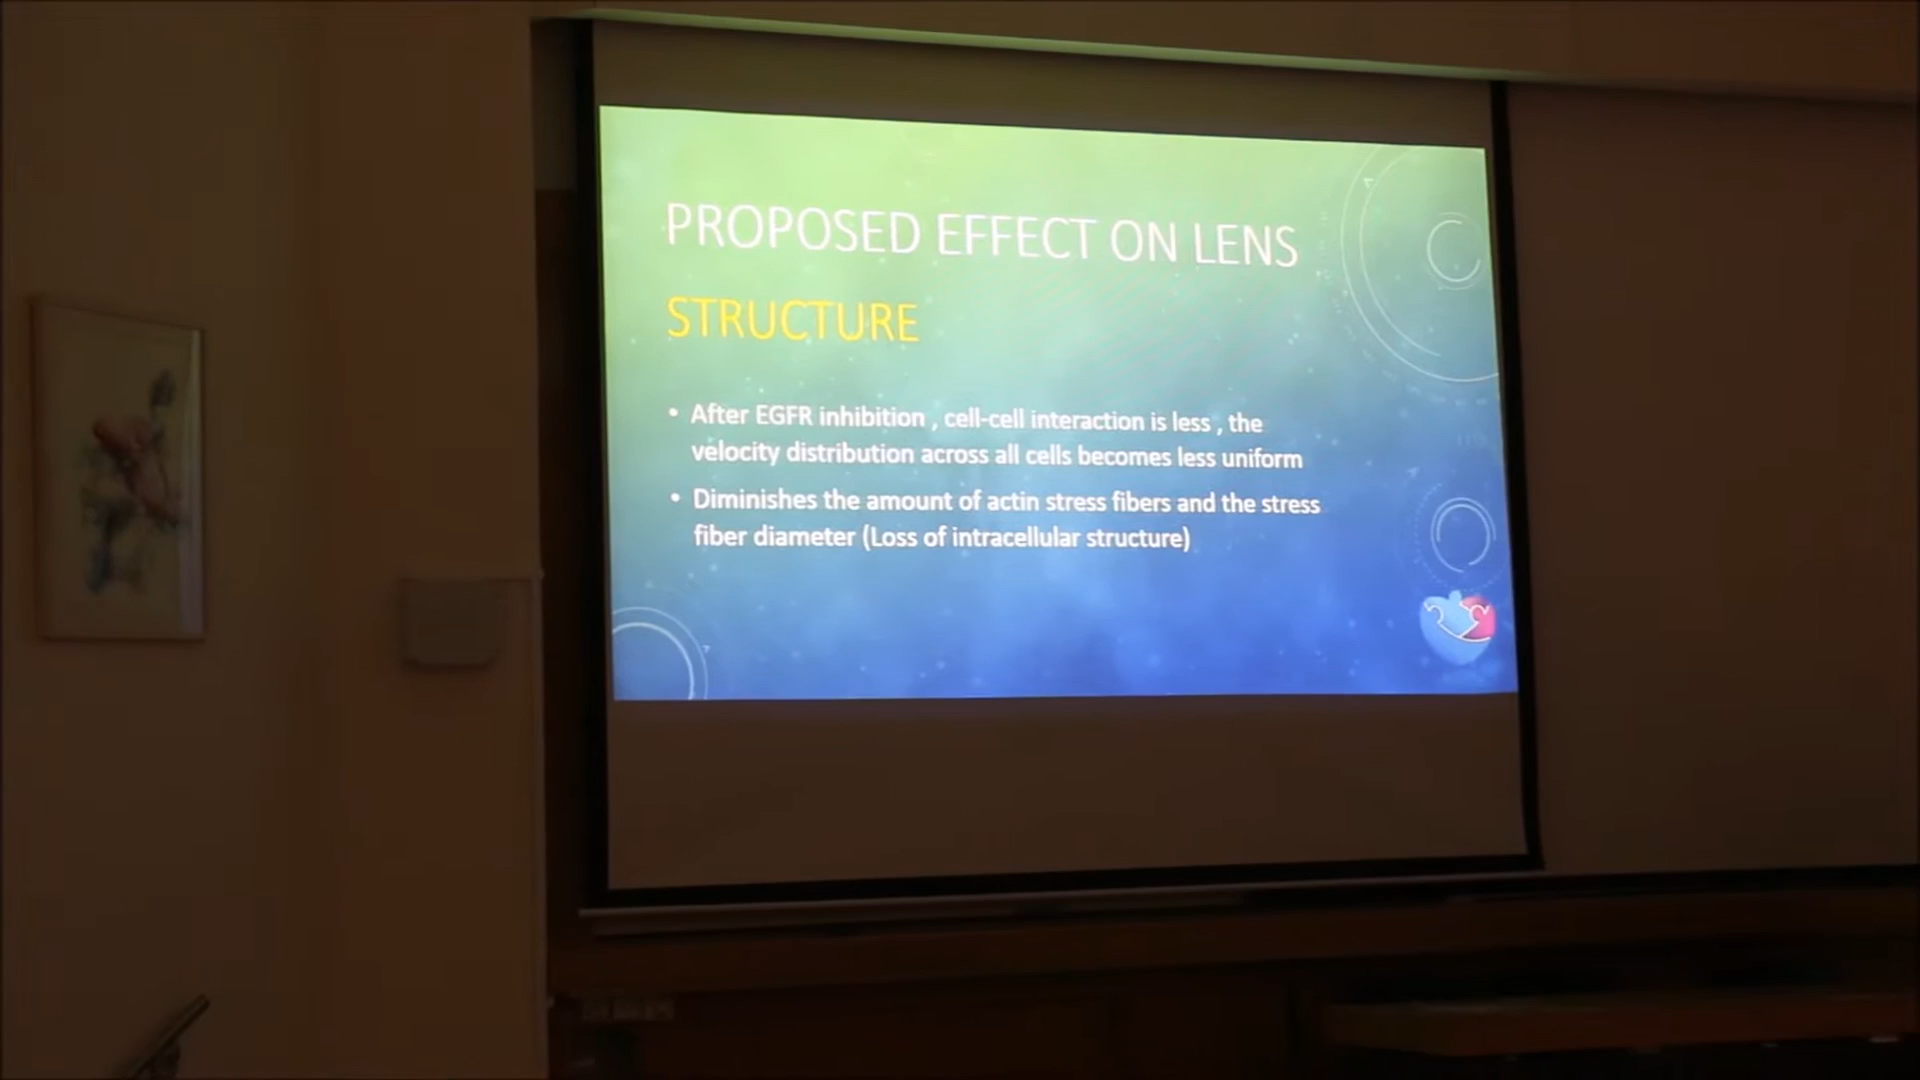 PROPOSED EFFECT ON LENS
STRUCTURE
• After EGFR inhibition , cell-cell interaction is less , the
velocity distribution across all cells becomes less uniform
• Diminishes the amount of actin stress fibers and the stress
fiber diameter (Loss of intracellular structure)